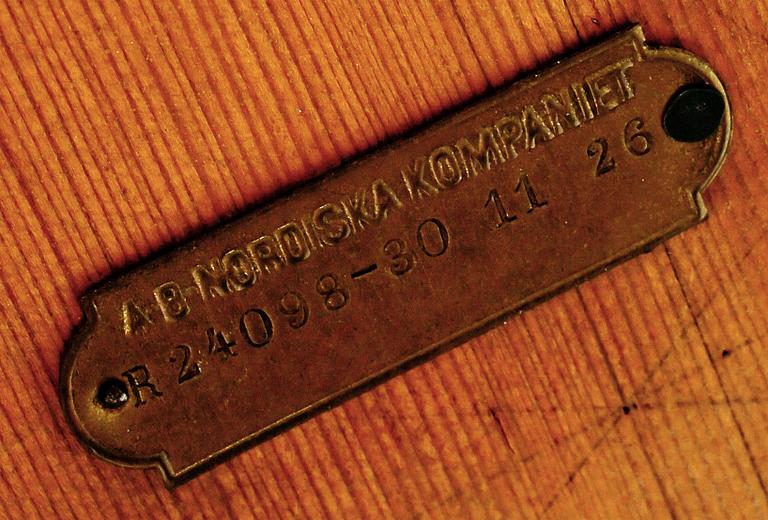 A.B. NORDISKA KOMPANIET
R 24098-30 11 26